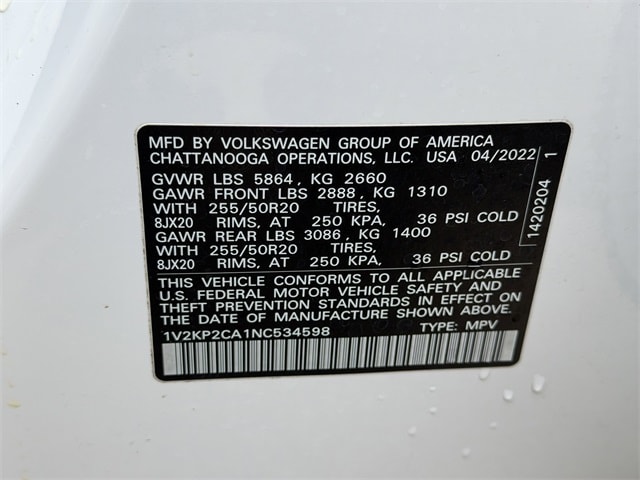 MFD BY VOLKSWAGEN GROUP OF AMERICA
CHATTANOOGA OPERATIONS, LLC. USA 04/2022
GVWR LBS 5864, KG 2660
GAWR FRONT LBS 2888, KG 1310
WITH 255/50R20 TIRES,
8JX20 RIMS, AT 250 KPA, 36 PSI COLD
GAWR REAR LBS 3086, KG 1400
WITH 255/50R20 TIRES,
8JX20 RIMS, AT 250 KPA, 36 PSI COLD
THIS VEHICLE CONFORMS TO ALL APPLICABLE
U.S. FEDERAL MOTOR VEHICLE SAFETY AND
THEFT PREVENTION STANDARDS IN EFFECT ON
THE DATE OF MANUFACTURE SHOWN ABOVE.
1V2KP2CA1NC534598 TYPE: MPV
1420204 1